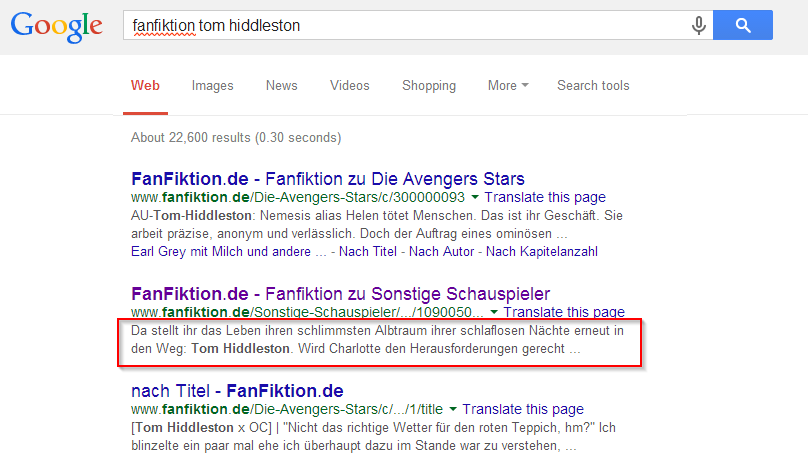 Google
fanfiktion tom hiddleston
Web Images News Videos Shopping More Search tools
About 22,600 results (0.30 seconds)
FanFiktion.de - Fanfiktion zu Die Avengers Stars
www.fanfiktion.de/Die-Avengers-Stars/c/300000093 Translate this page
AU-Tom-Hiddleston: Nemesis alias Helen tötet Menschen. Das ist ihr Geschäft. Sie
arbeit präzise, anonym und verlässlich. Doch der Auftrag eines ominösen ...
Earl Grey mit Milch und andere ... - Nach Titel - Nach Autor - Nach Kapitelanzahl
FanFiktion.de - Fanfiktion zu Sonstige Schauspieler
www.fanfiktion.de/Sonstige-Schauspieler/.../1090050... Translate this page
Da stellt ihr das Leben ihren schlimmsten Albtraum ihrer schlaflosen Nächte erneut in
den Weg: Tom Hiddleston. Wird Charlotte den Herausforderungen gerecht ...
nach Titel - FanFiktion.de
www.fanfiktion.de/Die-Avengers-Stars/c/.../1/title Translate this page
[Tom Hiddleston x OC] | "Nicht das richtige Wetter für den roten Teppich, hm?" Ich
blinzelte ein paar mal ehe ich überhaupt dazu im Stande war zu verstehen, ...